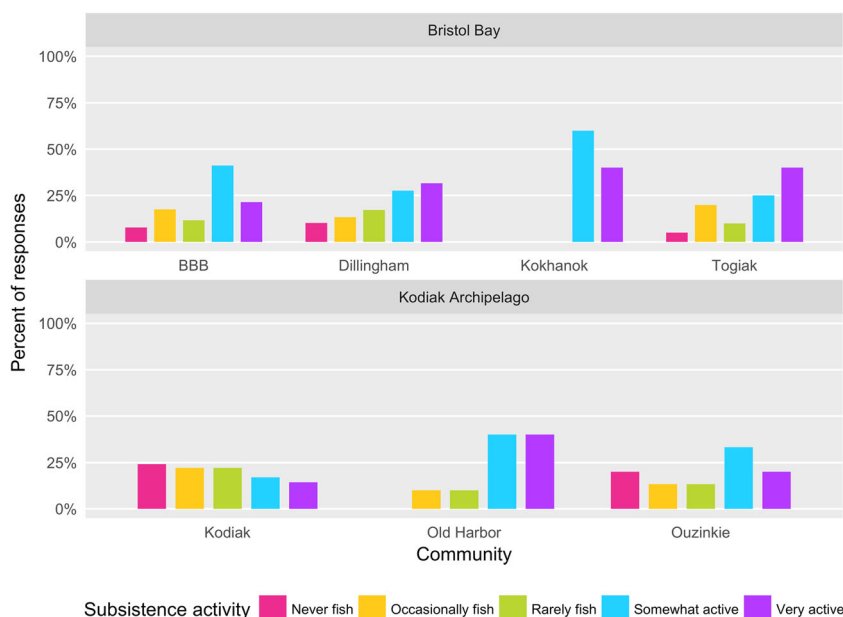 Bristol Bay
100%
75%
50%
25%
0%
BBB Dillingham Kokhanok Togiak
Percent of responses
Kodiak Archipelago
100%
75%
50%
25%
0%
Kodiak Old Harbor Ouzinkie
Community
Subsistence activity Never fish Occasionally fish Rarely fish Somewhat active Very active